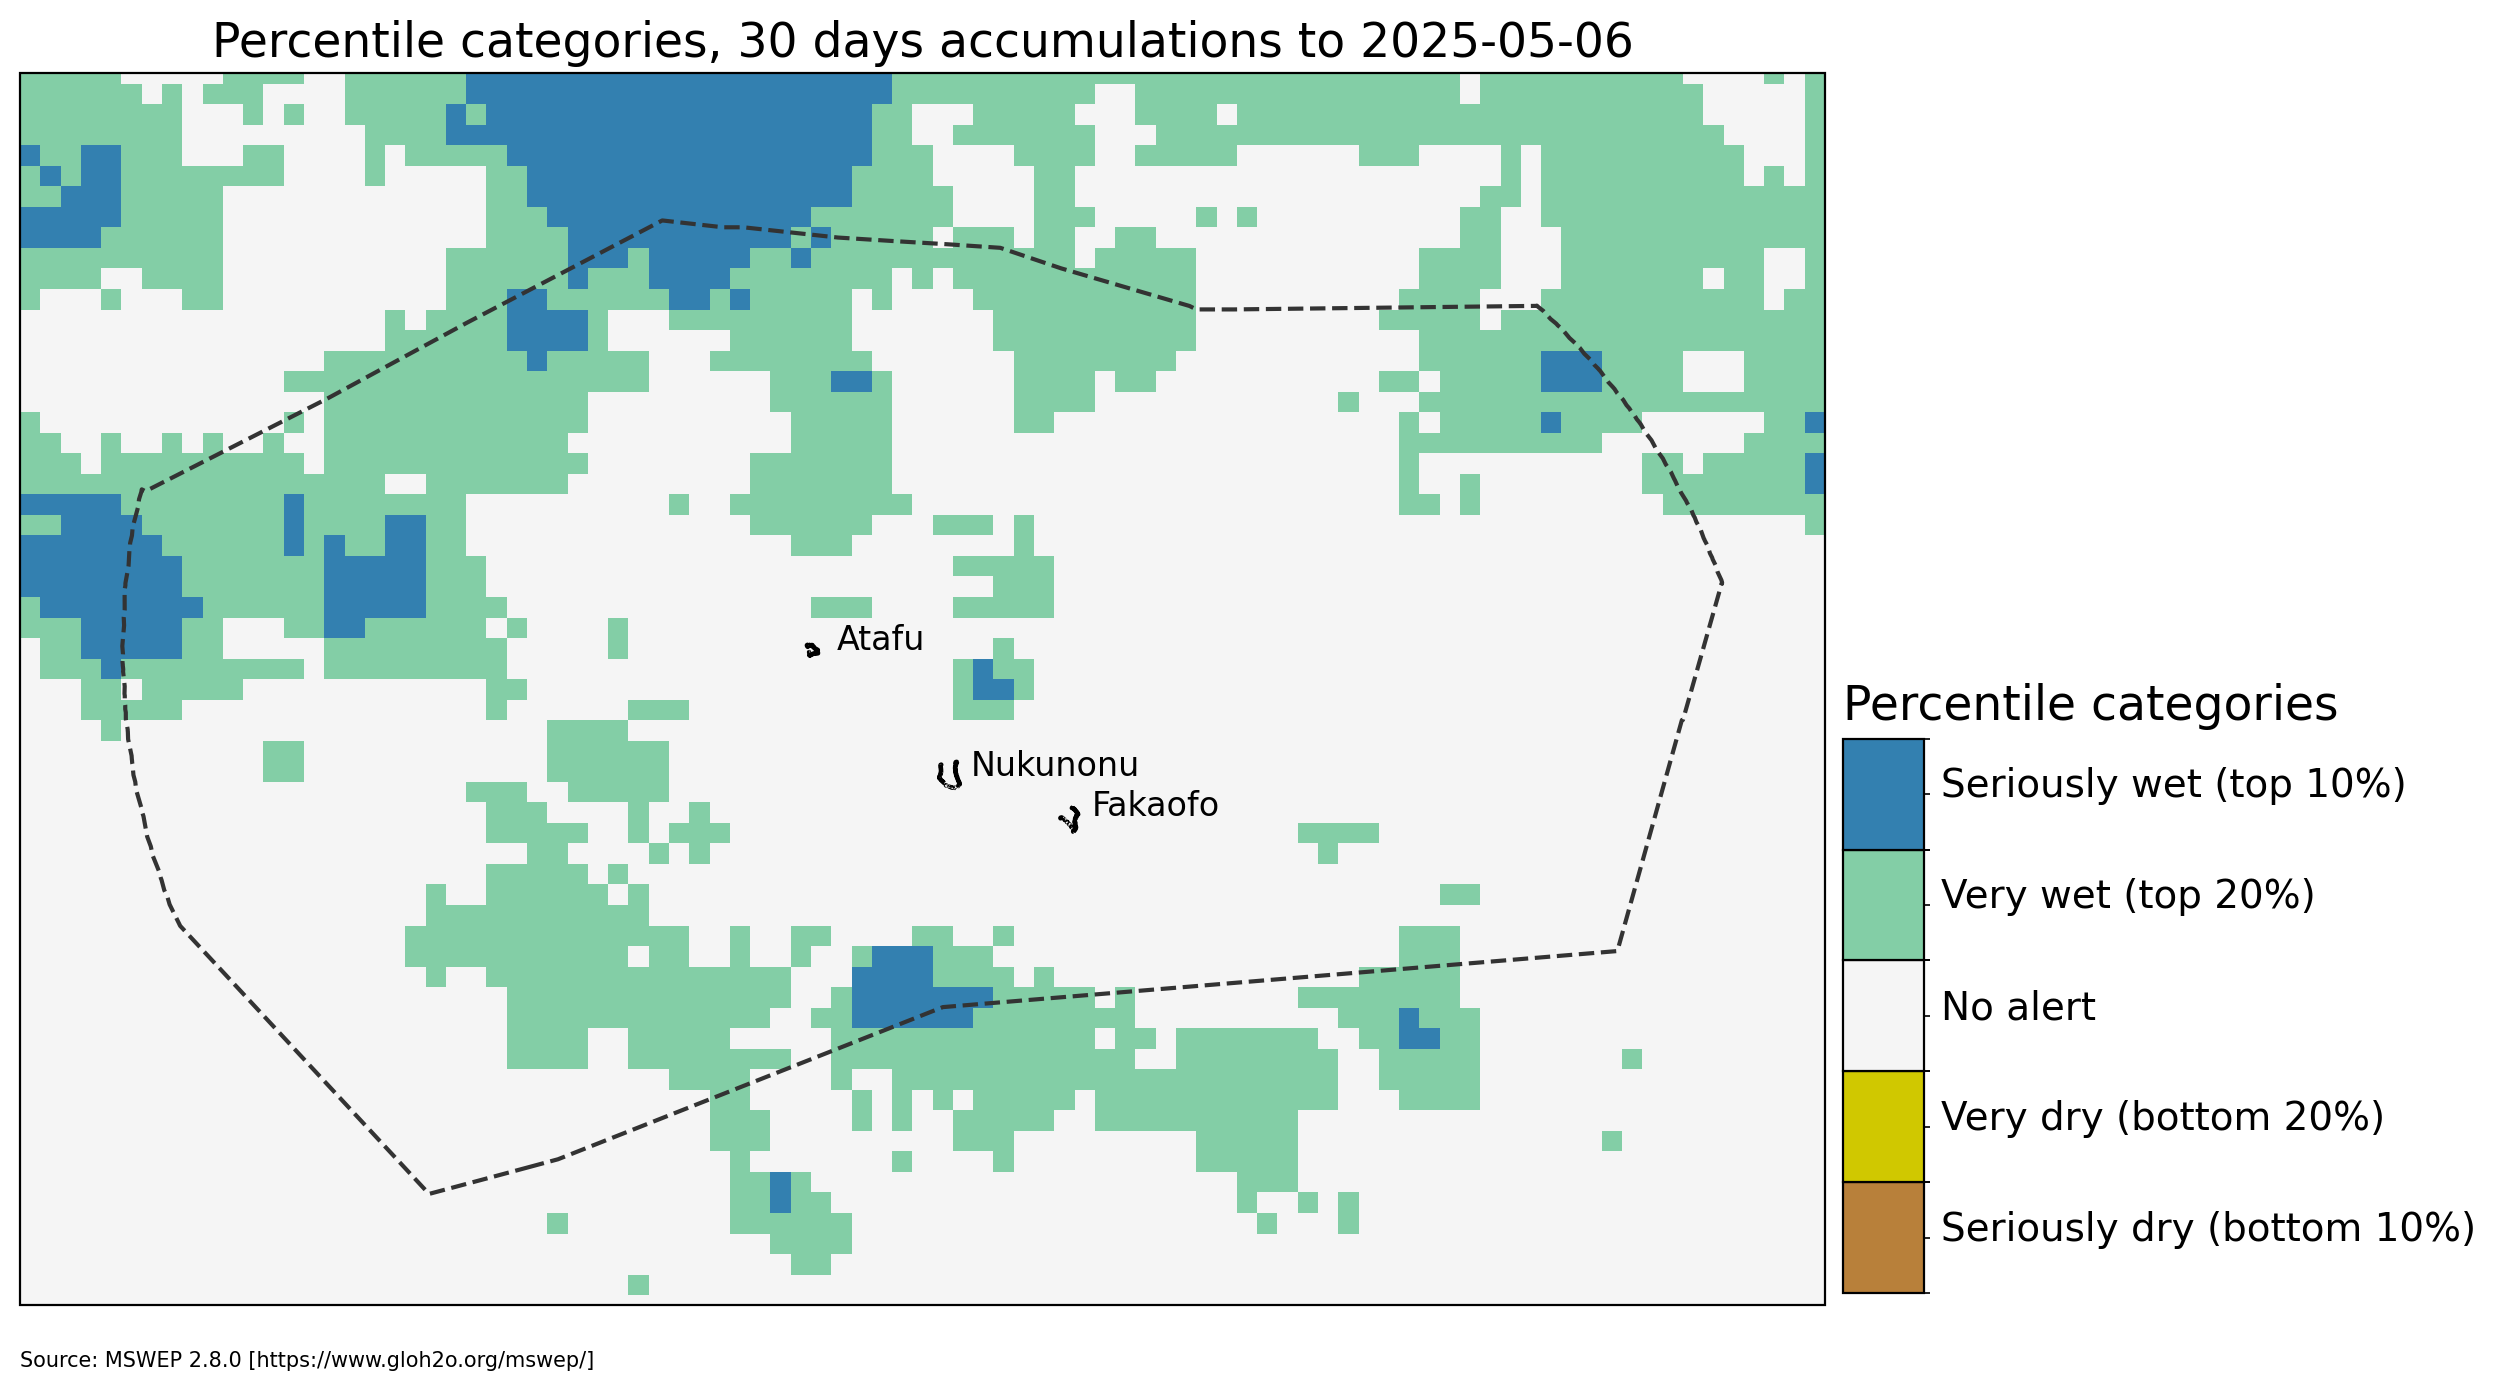 Percentile categories, 30 days accumulations to 2025-05-06
Atafu
Nukunonu
Fakaofo
Percentile categories
Seriously wet (top 10%)
Very wet (top 20%)
No alert
Very dry (bottom 20%)
Seriously dry (bottom 10%)
Source: MSWEP 2.8.0 [https://www.gloh2o.org/mswep/]